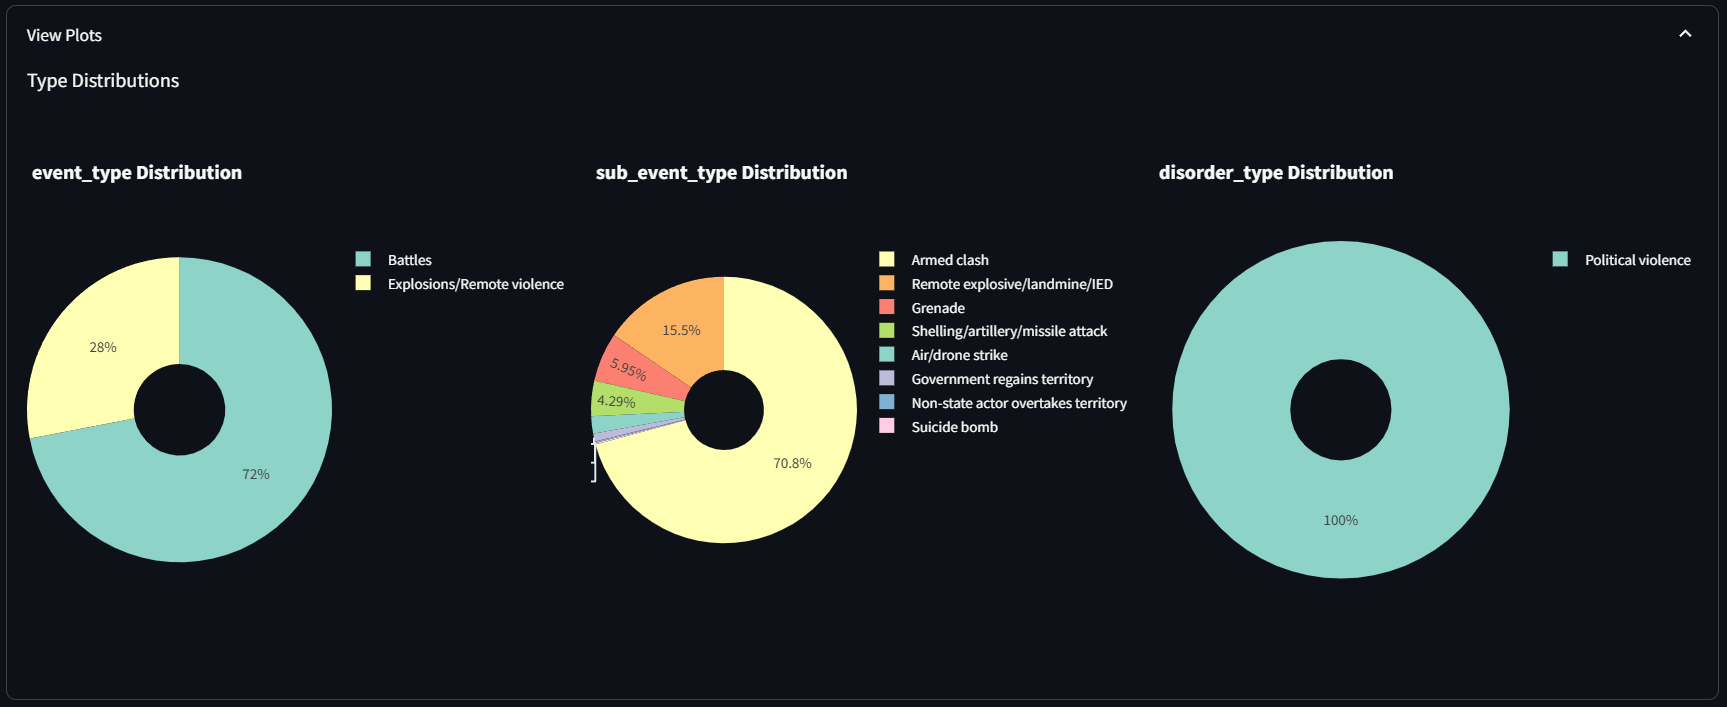 View Plots
Type Distributions
event_type Distribution
Battles
Explosions/Remote violence
28%
72%
sub_event_type Distribution
Armed clash
Remote explosive/landmine/IED
Grenade
Shelling/artillery/missile attack
Air/drone strike
Government regains territory
Non-state actor overtakes territory
Suicide bomb
15.5%
5.95%
4.29%
70.8%
disorder_type Distribution
Political violence
100%